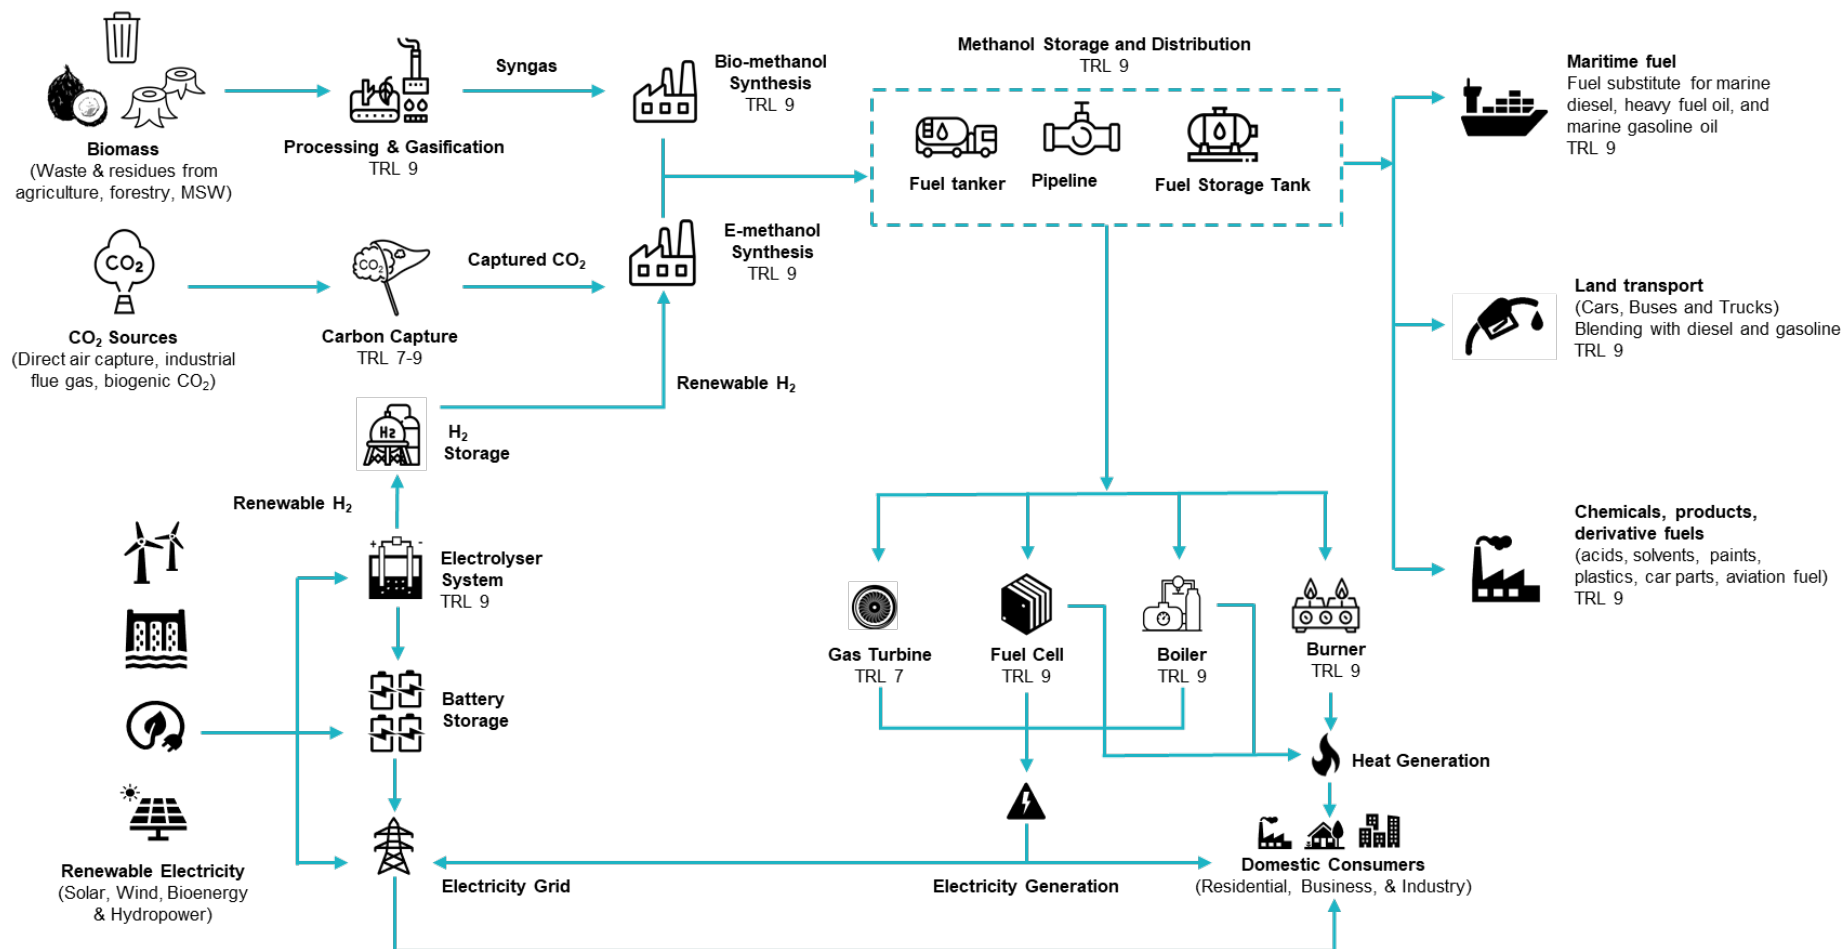 Biomass
(Waste & residues from
agriculture, forestry, MSW)
Processing & Gasification
TRL 9
Syngas
Bio-methanol
Synthesis
TRL 9
Methanol Storage and Distribution
TRL 9
Fuel tanker
Pipeline
Fuel Storage Tank
Maritime fuel
Fuel substitute for marine
diesel, heavy fuel oil, and
marine gasoline oil
TRL 9
CO₂
CO₂ Sources
(Direct air capture, industrial
flue gas, biogenic CO₂)
CO₂
Carbon Capture
TRL 7-9
Captured CO₂
E-methanol
Synthesis
TRL 9
Land transport
(Cars, Buses and Trucks)
Blending with diesel and gasoline
TRL 9
Renewable H₂
H2
H₂
Storage
Renewable H₂
+ -
Electrolyser
System
TRL 9
Battery
Storage
Chemicals, products,
derivative fuels
(acids, solvents, paints,
plastics, car parts, aviation fuel)
TRL 9
Gas Turbine
TRL 7
Fuel Cell
TRL 9
Boiler
TRL 9
Burner
TRL 9
Heat Generation
Renewable Electricity
(Solar, Wind, Bioenergy
& Hydropower)
Electricity Grid
Electricity Generation
Domestic Consumers
(Residential, Business, & Industry)